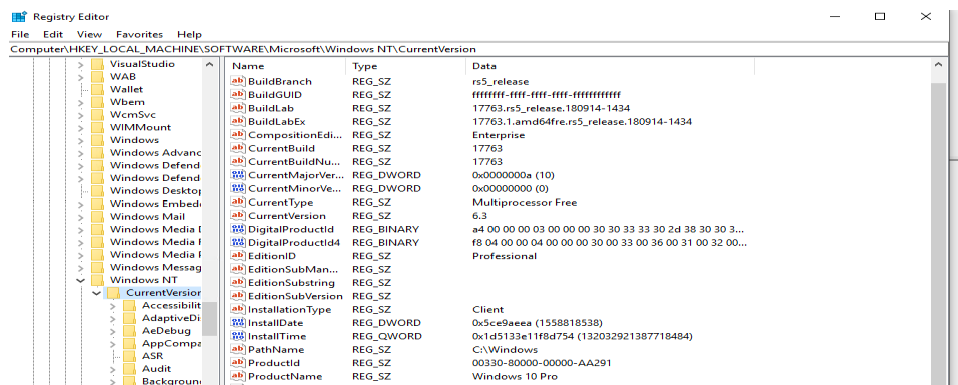 Registry Editor
File Edit View Favorites Help
Computer\HKEY_LOCAL_MACHINE\SOFTWARE\Microsoft\Windows NT\CurrentVersion
VisualStudio
WAB
Wallet
Wbem
WcmSvc
WIMMount
Windows
Windows Advanc
Windows Defend
Windows Defend
Windows Desktop
Windows Embed
Windows Mail
Windows Media
Windows Media
Windows Media
Windows Messag
Windows NT
CurrentVersion
Accessibilit
AdaptiveDi
AeDebug
AppCompa
ASR
Audit
Background
Name Type Data
BuildBranch REG_SZ rs5_release
BuildGUID REG_SZ ffffffff-ffff-ffff-ffff-ffffffffffff
BuildLab REG_SZ 17763.rs5_release.180914-1434
BuildLabEx REG_SZ 17763.1.amd64fre.rs5_release.180914-1434
CompositionEdi... REG_SZ Enterprise
CurrentBuild REG_SZ 17763
CurrentBuildNu... REG_SZ 17763
CurrentMajorVer... REG_DWORD 0x0000000a (10)
CurrentMinorVe... REG_DWORD 0x00000000 (0)
CurrentType REG_SZ Multiprocessor Free
CurrentVersion REG_SZ 6.3
DigitalProductId REG_BINARY a4 00 00 00 03 00 00 00 30 30 33 33 30 2d 38 30 30 3...
DigitalProductId4 REG_BINARY f8 04 00 00 04 00 00 00 30 00 33 00 36 00 31 00 32 00...
EditionID REG_SZ Professional
EditionSubMan... REG_SZ
EditionSubstring REG_SZ
EditionSubVersion REG_SZ
InstallationType REG_SZ Client
InstallDate REG_DWORD 0x5ce9aeea (1558818538)
InstallTime REG_QWORD 0x1d5133e11f8d754 (132032921387718484)
PathName REG_SZ C:\Windows
ProductId REG_SZ 00330-80000-00000-AA291
ProductName REG_SZ Windows 10 Pro